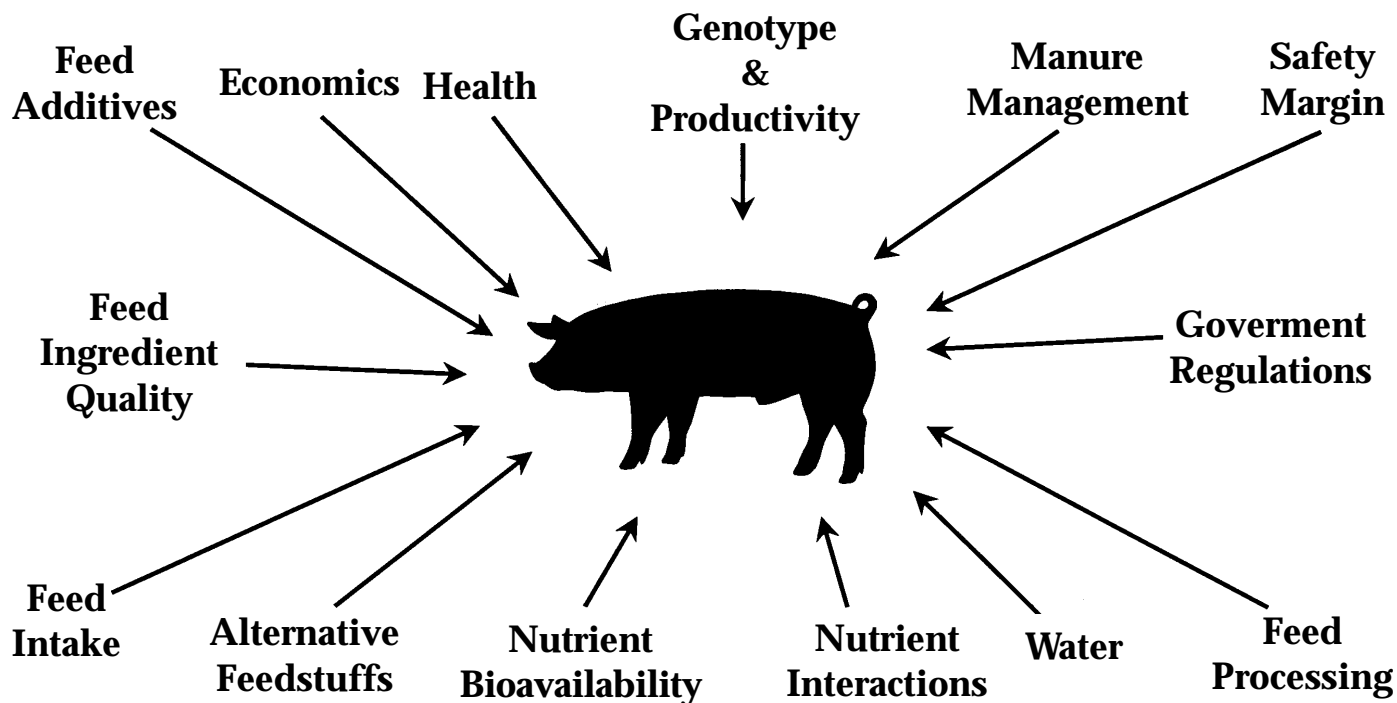 Feed
Additives
Economics
Health
Genotype
&
Productivity
Manure
Management
Safety
Margin
Feed
Ingredient
Quality
Goverment
Regulations
Feed
Intake
Alternative
Feedstuffs
Nutrient
Bioavailability
Nutrient
Interactions
Water
Feed
Processing